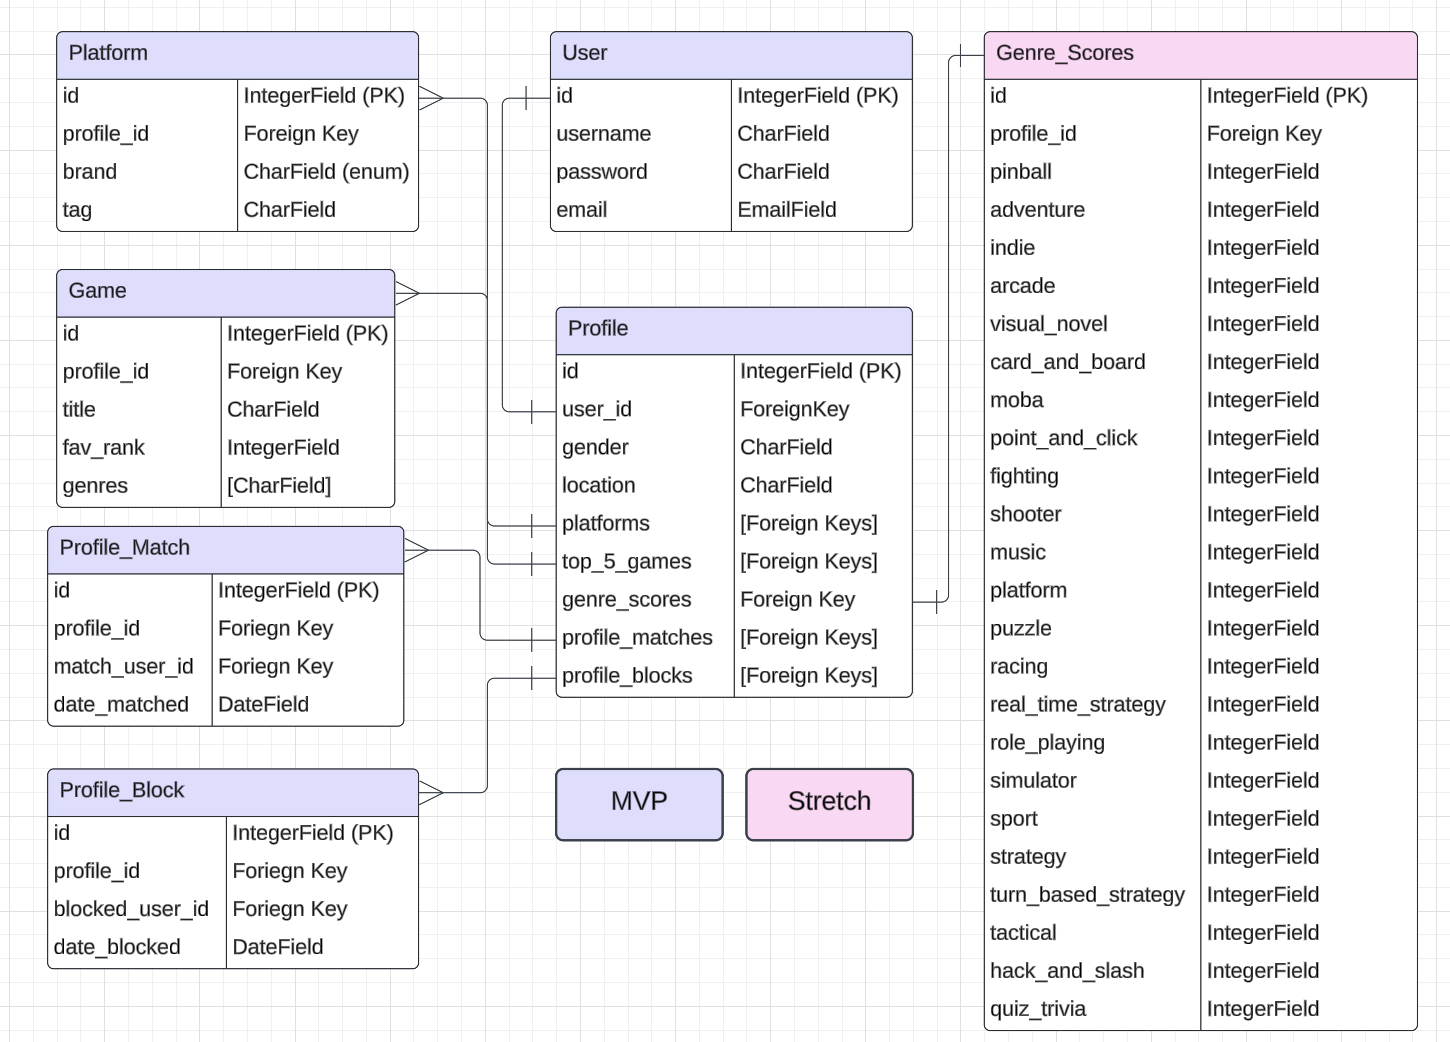 Platform
id IntegerField (PK)
profile_id Foreign Key
brand CharField (enum)
tag CharField
Game
id IntegerField (PK)
profile_id Foreign Key
title CharField
fav_rank IntegerField
genres [CharField]
Profile_Match
id IntegerField (PK)
profile_id Foriegn Key
match_user_id Foriegn Key
date_matched DateField
Profile_Block
id IntegerField (PK)
profile_id Foriegn Key
blocked_user_id Foriegn Key
date_blocked DateField
User
id IntegerField (PK)
username CharField
password CharField
email EmailField
Profile
id IntegerField (PK)
user_id ForeignKey
gender CharField
location CharField
platforms [Foreign Keys]
top_5_games [Foreign Keys]
genre_scores Foreign Key
profile_matches [Foreign Keys]
profile_blocks [Foreign Keys]
MVP
Stretch
Genre_Scores
id IntegerField (PK)
profile_id Foreign Key
pinball IntegerField
adventure IntegerField
indie IntegerField
arcade IntegerField
visual_novel IntegerField
card_and_board IntegerField
moba IntegerField
point_and_click IntegerField
fighting IntegerField
shooter IntegerField
music IntegerField
platform IntegerField
puzzle IntegerField
racing IntegerField
real_time_strategy IntegerField
role_playing IntegerField
simulator IntegerField
sport IntegerField
strategy IntegerField
turn_based_strategy IntegerField
tactical IntegerField
hack_and_slash IntegerField
quiz_trivia IntegerField